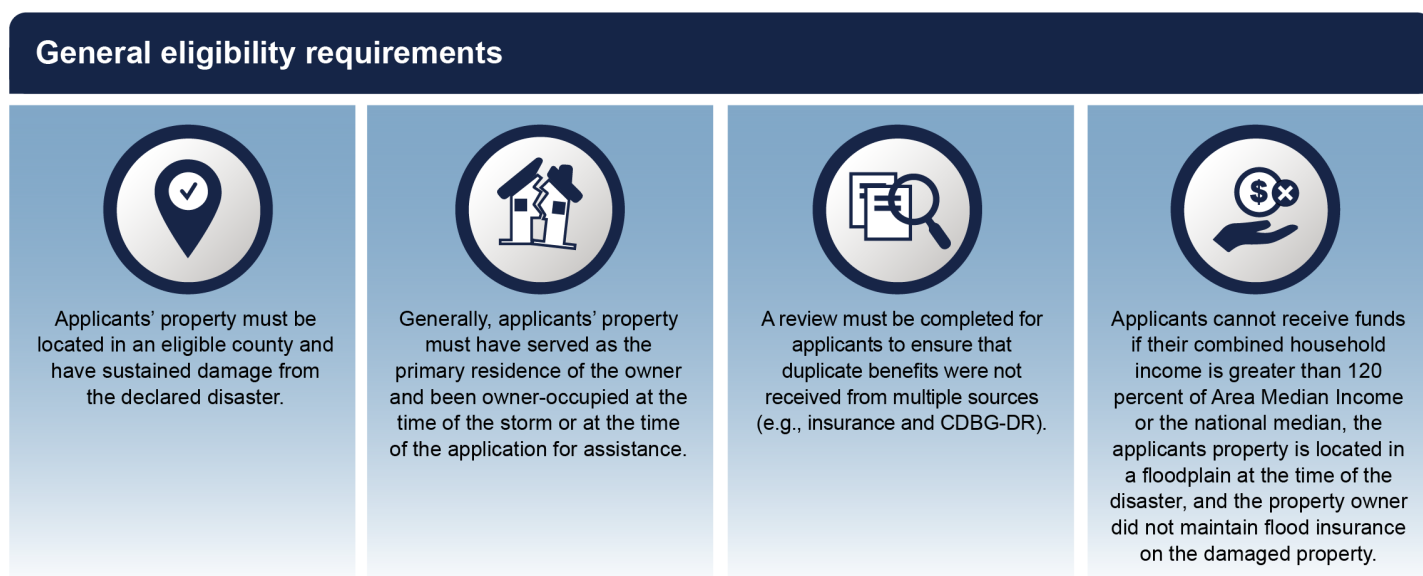 General eligibility requirements
Applicants’ property must be
located in an eligible county and
have sustained damage from
the declared disaster.
Generally, applicants’ property
must have served as the
primary residence of the owner
and been owner-occupied at the
time of the storm or at the time
of the application for assistance.
A review must be completed for
applicants to ensure that
duplicate benefits were not
received from multiple sources
(e.g., insurance and CDBG-DR).
$
Applicants cannot receive funds
if their combined household
income is greater than 120
percent of Area Median Income
or the national median, the
applicants property is located in
a floodplain at the time of the
disaster, and the property owner
did not maintain flood insurance
on the damaged property.